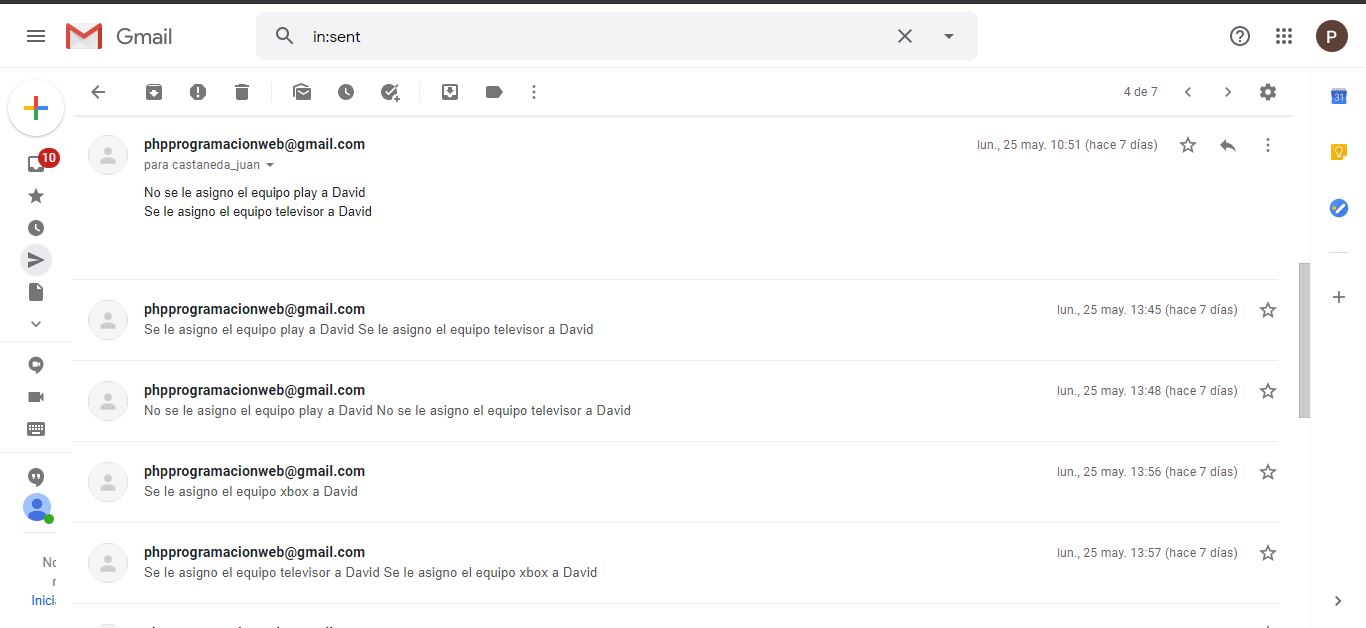 Gmail
in:sent
P
4 de 7
31
10
phpprogramacionweb@gmail.com
lun., 25 may. 10:51 (hace 7 días)
para castaneda_juan
No se le asigno el equipo play a David
Se le asigno el equipo televisor a David
phpprogramacionweb@gmail.com
lun., 25 may. 13:45 (hace 7 días)
Se le asigno el equipo play a David Se le asigno el equipo televisor a David
phpprogramacionweb@gmail.com
lun., 25 may. 13:48 (hace 7 días)
No se le asigno el equipo play a David No se le asigno el equipo televisor a David
phpprogramacionweb@gmail.com
lun., 25 may. 13:56 (hace 7 días)
Se le asigno el equipo xbox a David
phpprogramacionweb@gmail.com
lun., 25 may. 13:57 (hace 7 días)
Se le asigno el equipo televisor a David Se le asigno el equipo xbox a David
No
r
Inici